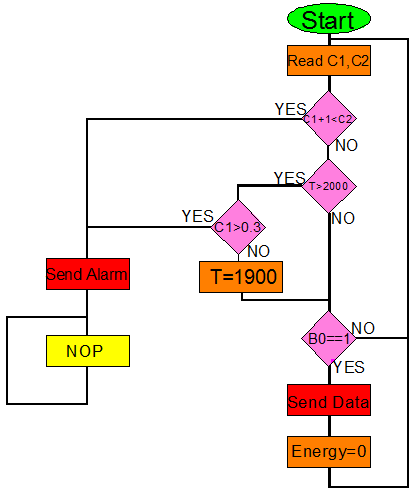 Start
Read C1,C2
YES
C1+1<C2
NO
YES
T>2000
NO
YES
C1>0.3
NO
T=1900
Send Alarm
NOP
B0==1
NO
YES
Send Data
Energy=0